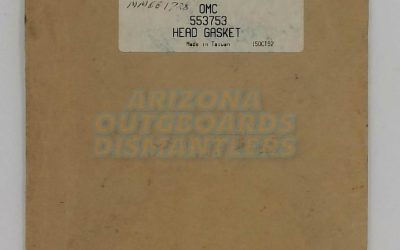 OMC
553753
HEAD GASKET
Made in Taiwan
ARIZONA
OUTBOARDS
DISMANTLERS